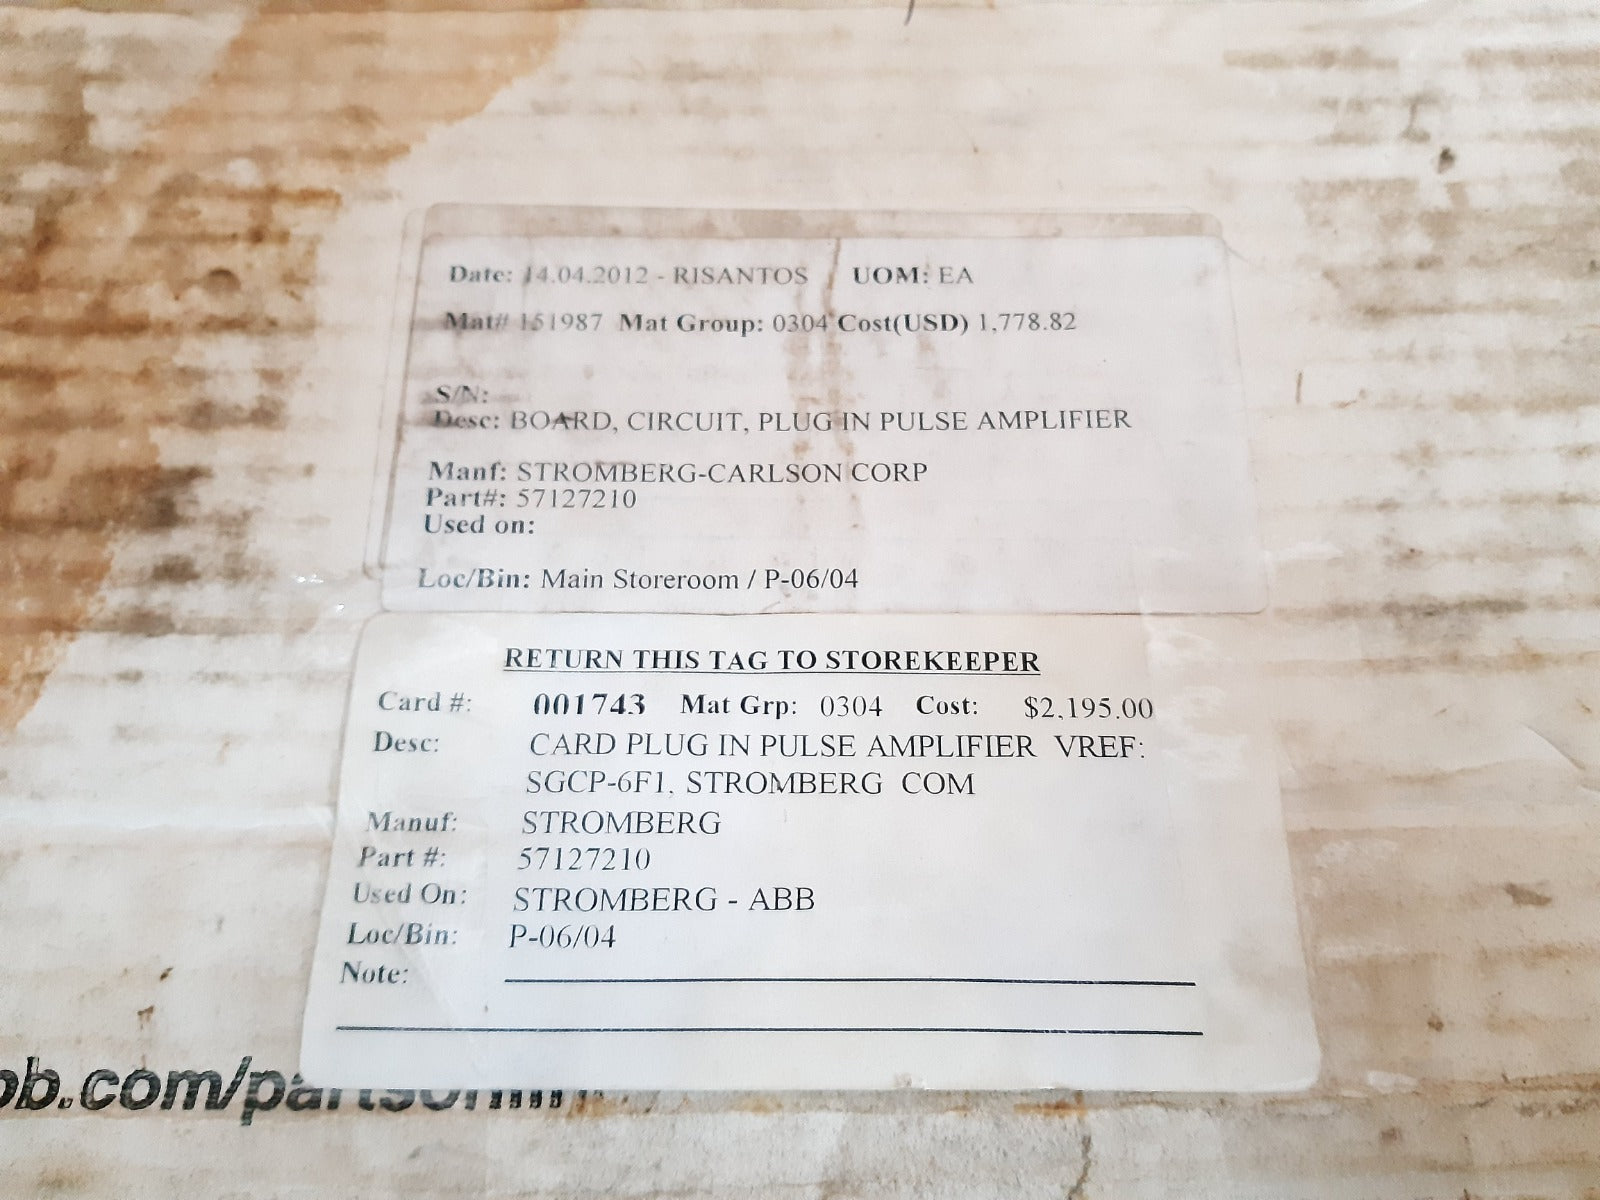 Date: 14.04.2012 - RISANTOS UOM: EA
Mat# 151987 Mat Group: 0304 Cost(USD) 1,778.82
S/N:
Desc: BOARD, CIRCUIT, PLUG IN PULSE AMPLIFIER
Manf: STROMBERG-CARLSON CORP
Part#: 57127210
Used on:
Loc/Bin: Main Storeroom / P-06/04
RETURN THIS TAG TO STOREKEEPER
Card #: 001743 Mat Grp: 0304 Cost: $2,195.00
Desc: CARD PLUG IN PULSE AMPLIFIER VREF:
SGCP-6F1, STROMBERG COM
Manuf: STROMBERG
Part #: 57127210
Used On: STROMBERG - ABB
Loc/Bin: P-06/04
Note:
bb.com/partsonlin